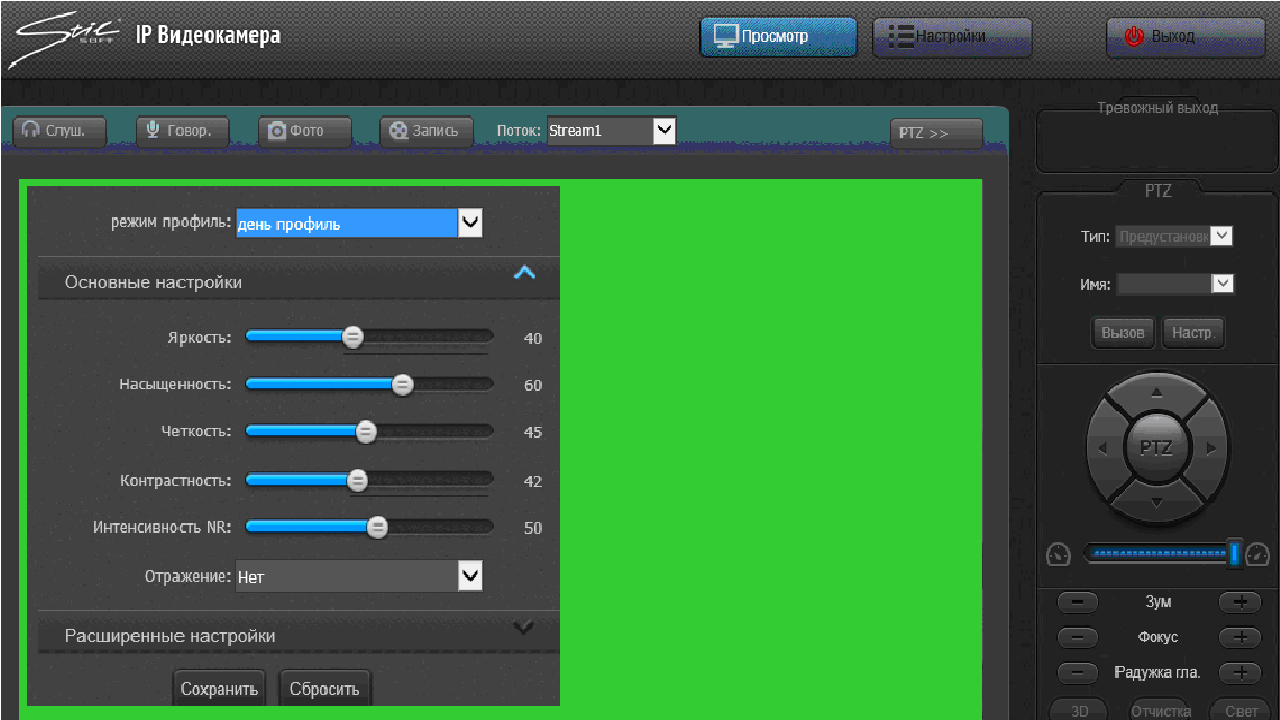 Stic SOFT IP Видеокамера
Просмотр
Настройки
Выход
Слуш.
Говор.
Фото
Запись
Поток: Stream1
PTZ >>
режим профиль: день профиль
Основные настройки
Яркость: 40
Насыщенность: 60
Четкость: 45
Контрастность: 42
Интенсивность NR: 50
Отражение: Нет
Расширенные настройки
Сохранить
Сбросить
Тревожный выход
PTZ
Тип: Предустановк
Имя:
Вызов
Настр.
PTZ
Зум
Фокус
Радужка гла.
3D
Отчистка
Свет